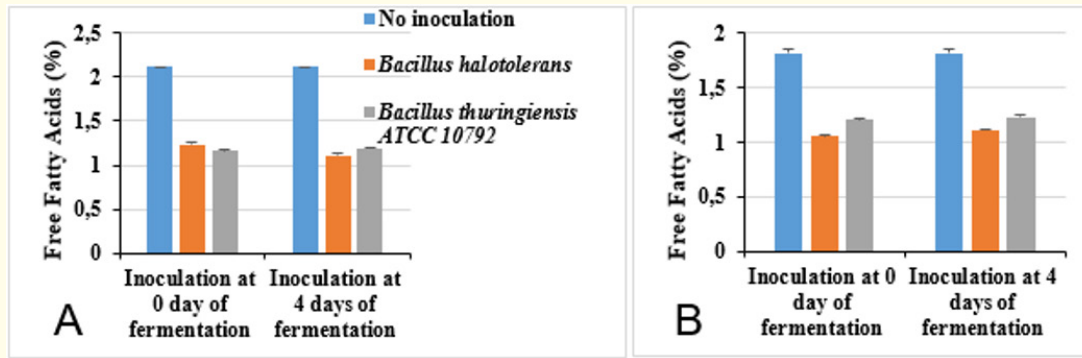 Free Fatty Acids (%)
2,5
2
1,5
1
0,5
0
No inoculation
Bacillus halotolerans
Bacillus thuringiensis
ATCC 10792
Inoculation at
0 day of
fermentation
Inoculation at
4 days of
fermentation
A
Free Fatty Acids (%)
2
1,5
1
0,5
0
Inoculation at 0
day of
fermentation
Inoculation at 4
days of
fermentation
B